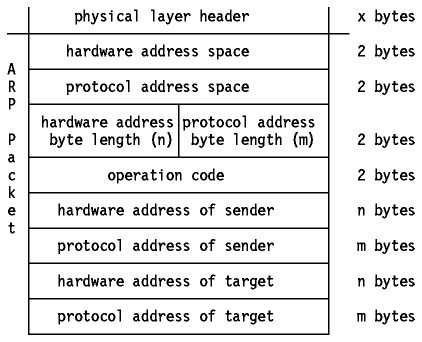 physical layer header x bytes
hardware address space 2 bytes
protocol address space 2 bytes
hardware address byte length (n) protocol address byte length (m) 2 bytes
operation code 2 bytes
hardware address of sender n bytes
protocol address of sender m bytes
hardware address of target n bytes
protocol address of target m bytes
ARP Packet